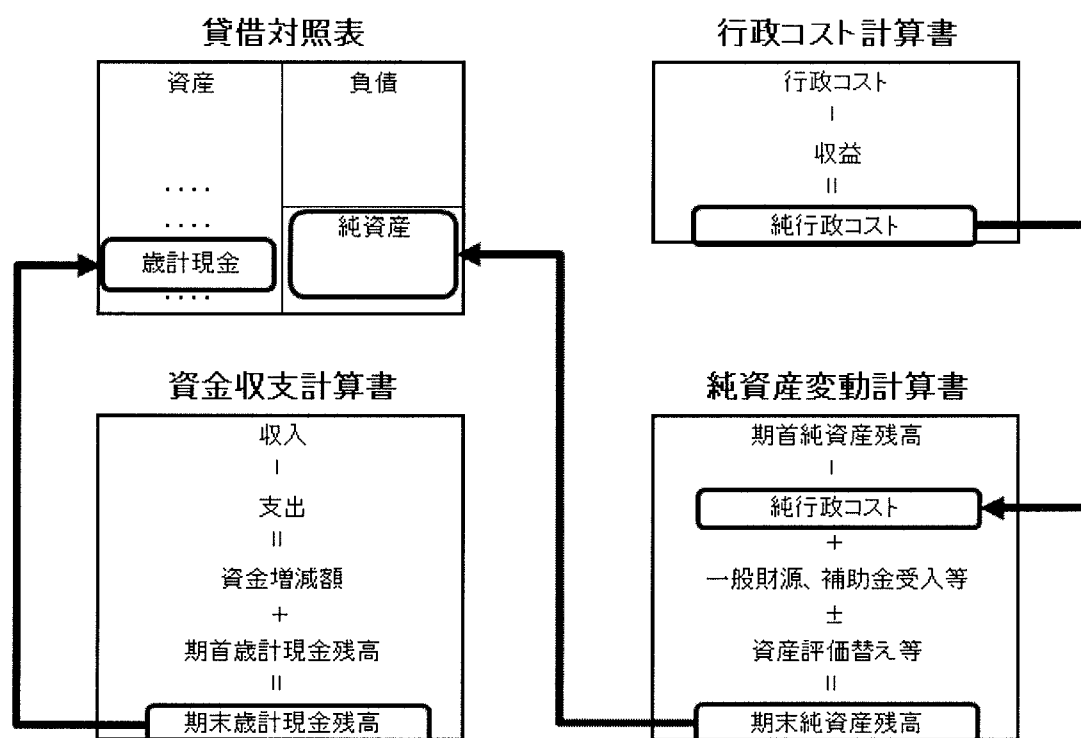 貸借対照表
資産
負債
‥‥
‥‥
純資産
歳計現金
‥‥
行政コスト計算書
行政コスト
－
収益
＝
純行政コスト
資金収支計算書
収入
－
支出
＝
資金増減額
＋
期首歳計現金残高
＝
期末歳計現金残高
純資産変動計算書
期首純資産残高
－
純行政コスト
＋
一般財源、補助金受入等
±
資産評価替え等
＝
期末純資産残高